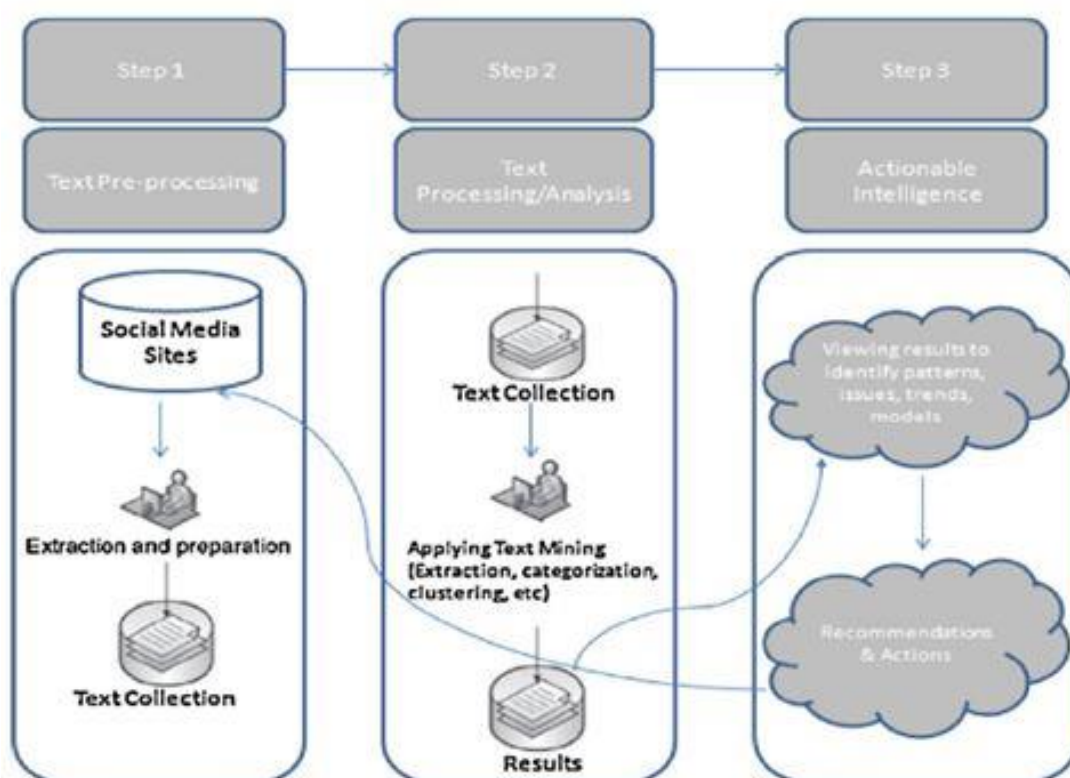 Step 1
Step 2
Step 3
Text Pre-processing
Text
Processing/Analysis
Actionable
Intelligence
Social Media
Sites
Extraction and preparation
Text Collection
Text Collection
Applying Text Mining
(Extraction, categorization,
clustering, etc)
Results
Viewing results to
identify patterns,
issues, trends,
models
Recommendations
& Actions